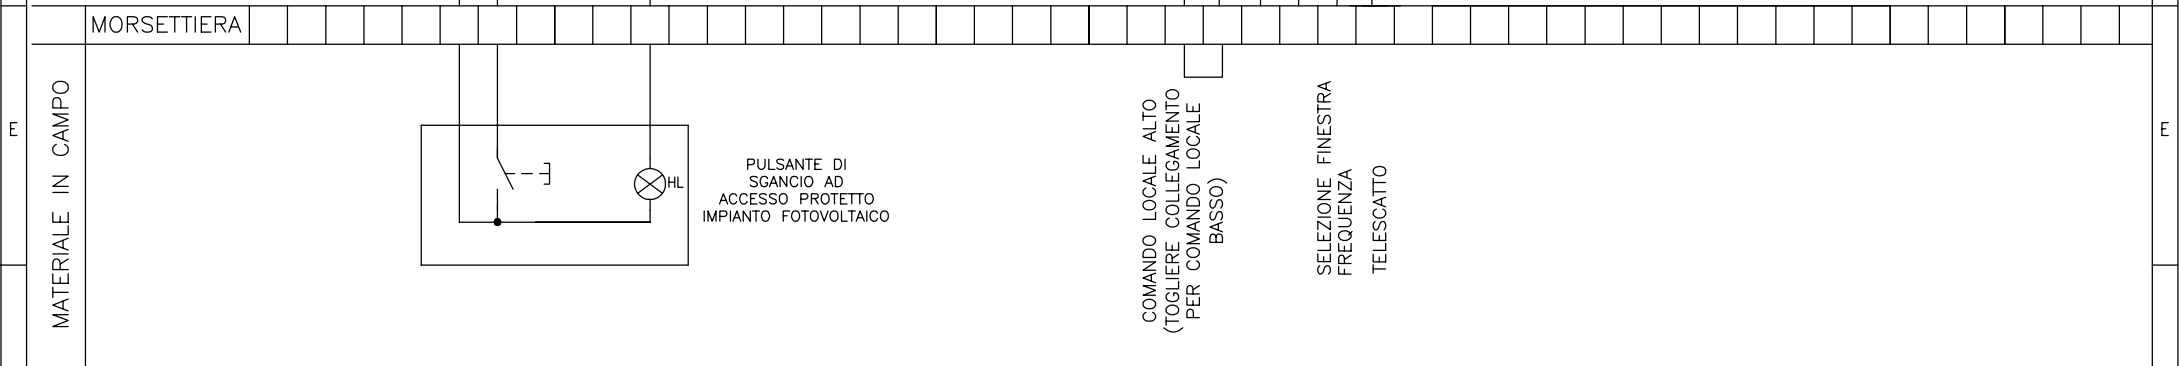 MORSETTIERA
E
MATERIALE IN CAMPO
HL
PULSANTE DI
SGANCIO AD
ACCESSO PROTETTO
IMPIANTO FOTOVOLTAICO
COMANDO LOCALE ALTO
(TOGLIERE COLLEGAMENTO
PER COMANDO LOCALE
BASSO)
SELEZIONE FINESTRA
FREQUENZA
TELESCATTO
E